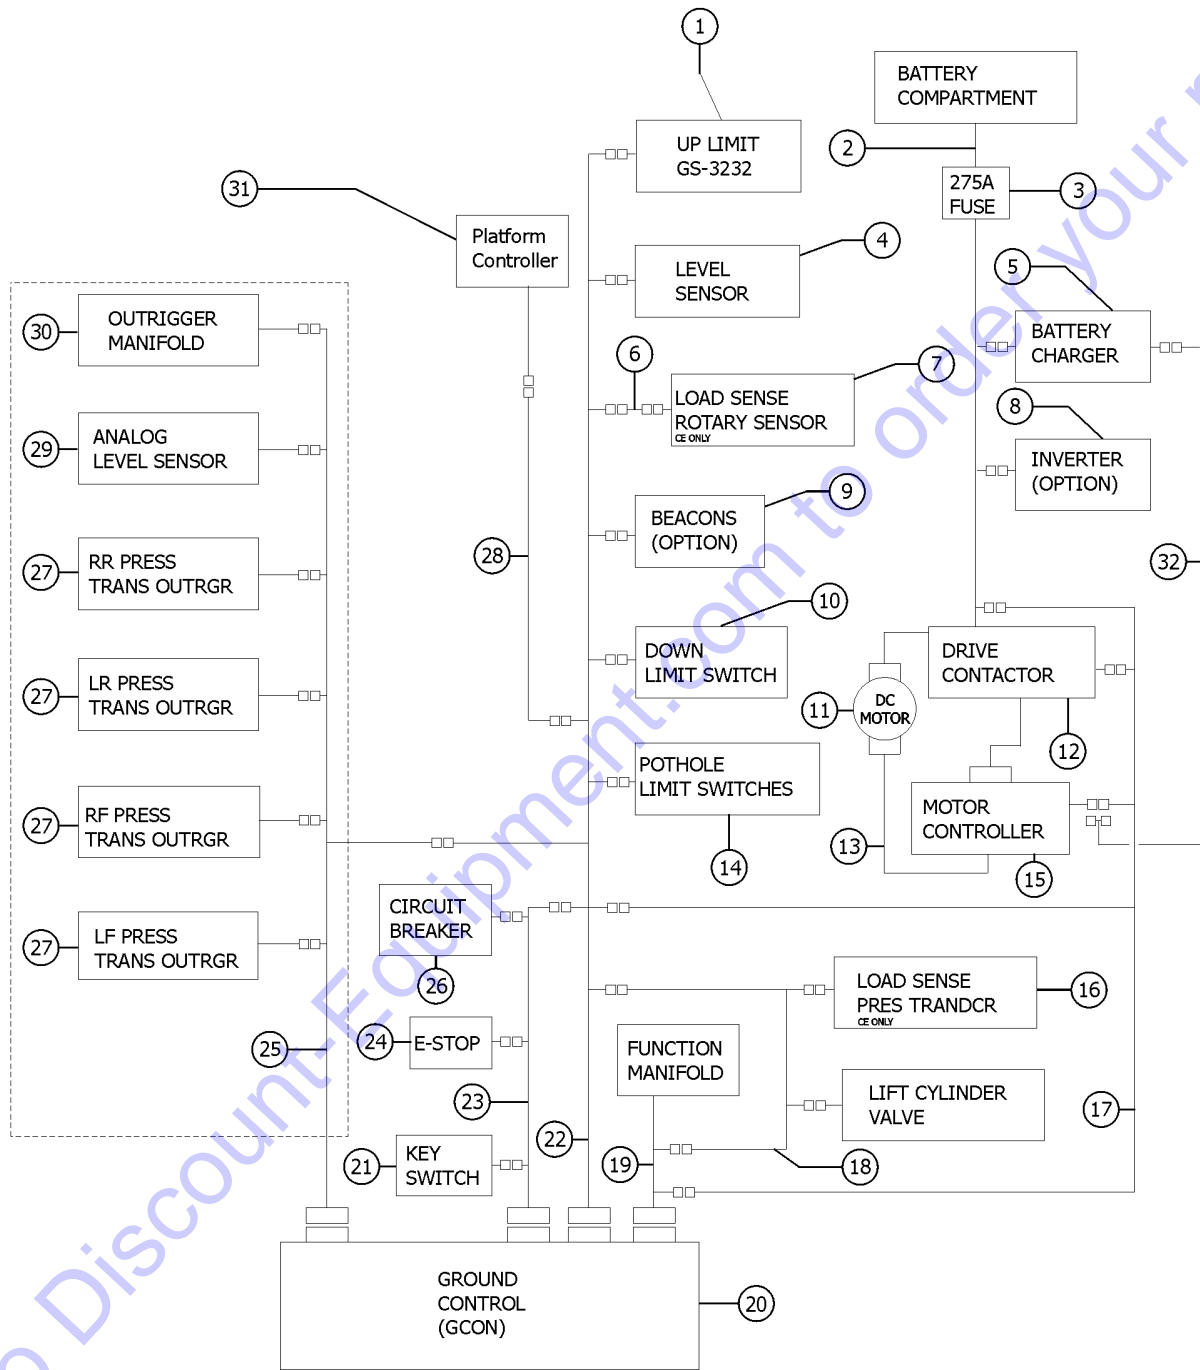 1
BATTERY
COMPARTMENT
UP LIMIT
GS-3232
2
275A
FUSE
3
31
Platform
Controller
4
LEVEL
SENSOR
5
BATTERY
CHARGER
30
OUTRIGGER
MANIFOLD
6
7
LOAD SENSE
ROTARY SENSOR
CE ONLY
8
INVERTER
(OPTION)
29
ANALOG
LEVEL SENSOR
9
BEACONS
(OPTION)
28
32
27
RR PRESS
TRANS OUTRGR
10
DOWN
LIMIT SWITCH
DRIVE
CONTACTOR
27
LR PRESS
TRANS OUTRGR
11
DC
MOTOR
12
POTHOLE
LIMIT SWITCHES
14
27
RF PRESS
TRANS OUTRGR
13
MOTOR
CONTROLLER
15
CIRCUIT
BREAKER
26
27
LF PRESS
TRANS OUTRGR
LOAD SENSE
PRES TRANDCR
CE ONLY
16
25
24
E-STOP
FUNCTION
MANIFOLD
23
LIFT CYLINDER
VALVE
17
22
21
KEY
SWITCH
19
18
GROUND
CONTROL
(GCON)
20
to Discount-Equipment.com to order your p